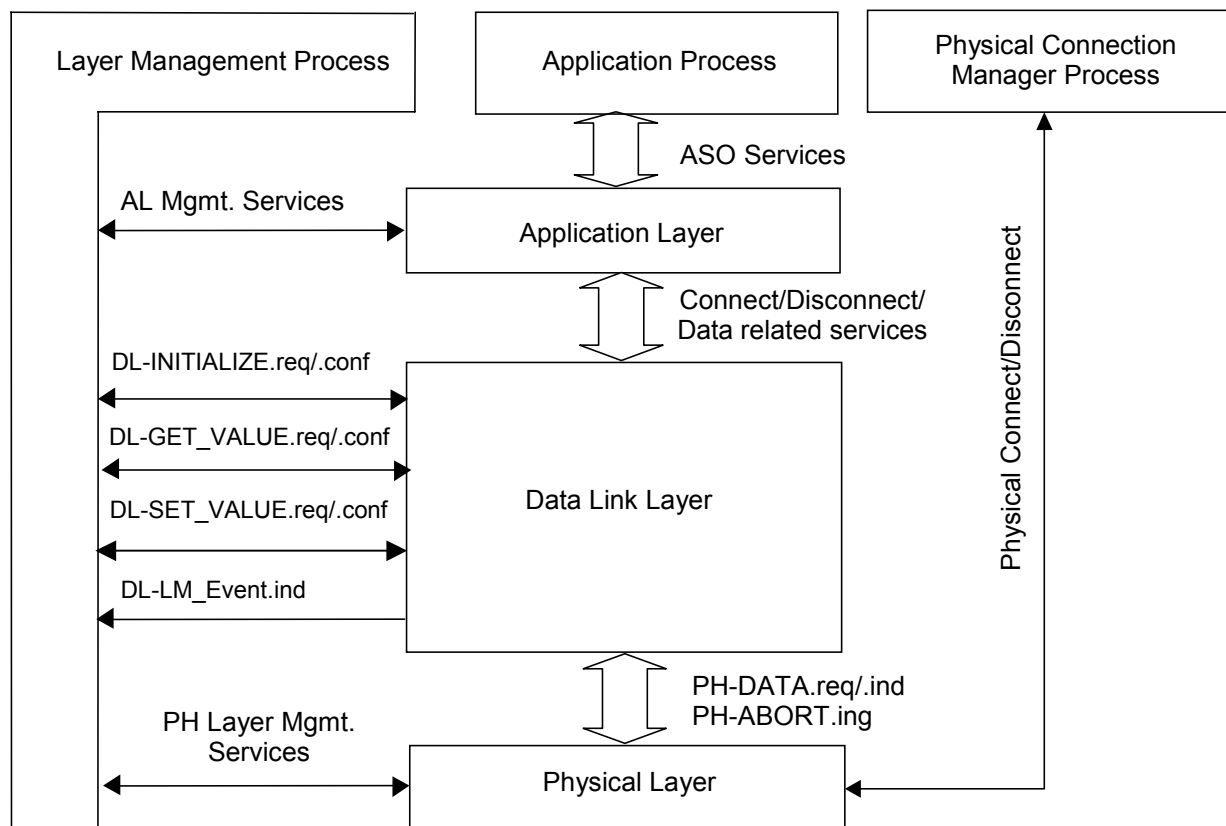 Layer Management Process
Application Process
Physical Connection
Manager Process
ASO Services
AL Mgmt. Services
Application Layer
Connect/Disconnect/
Data related services
Physical Connect/Disconnect
DL-INITIALIZE.req/.conf
DL-GET_VALUE.req/.conf
DL-SET_VALUE.req/.conf
DL-LM_Event.ind
Data Link Layer
PH-DATA.req/.ind
PH-ABORT.ing
PH Layer Mgmt.
Services
Physical Layer